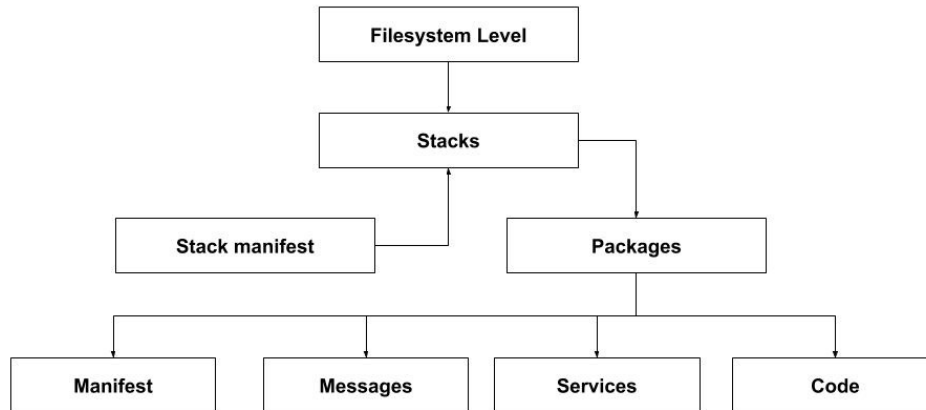 Filesystem Level
Stacks
Stack manifest
Packages
Manifest
Messages
Services
Code